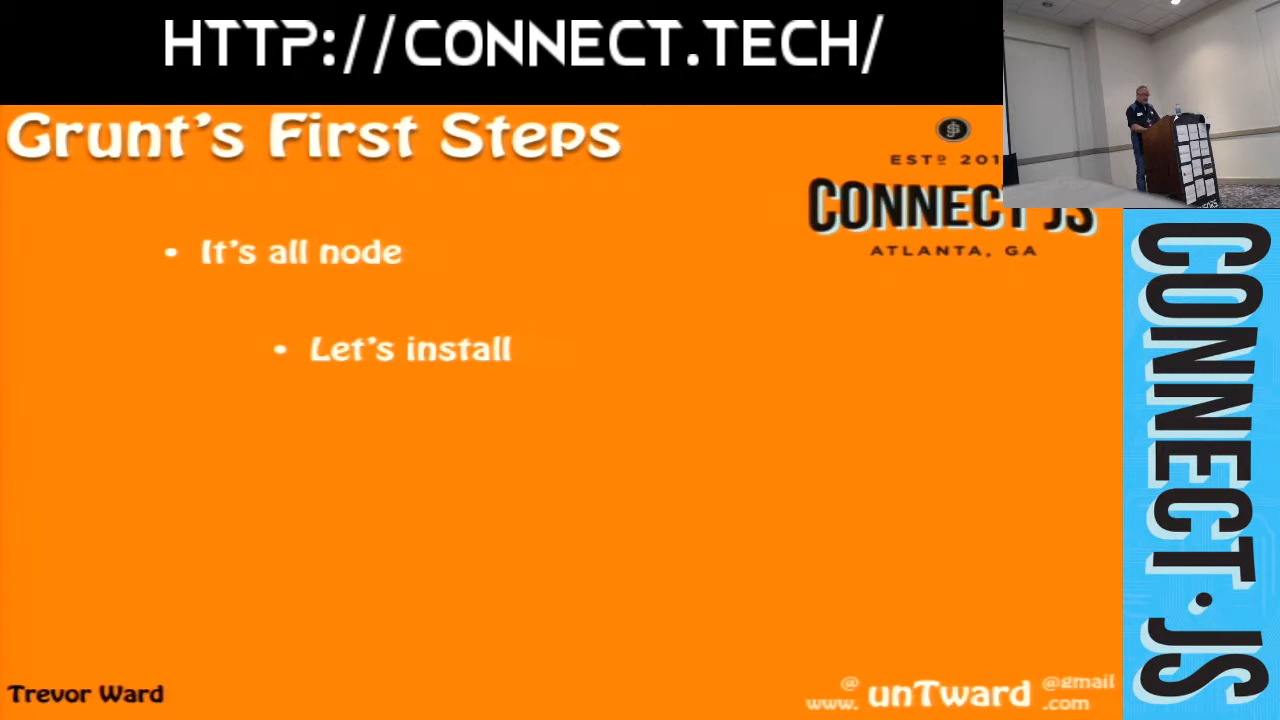 HTTP://CONNECT.TECH/
Grunt's First Steps
ESTD 201
CONNECT JS
ATLANTA, GA
• It's all node
• Let's install
Trevor Ward
@ unTward @gmail
www. .com
CONNECT·JS